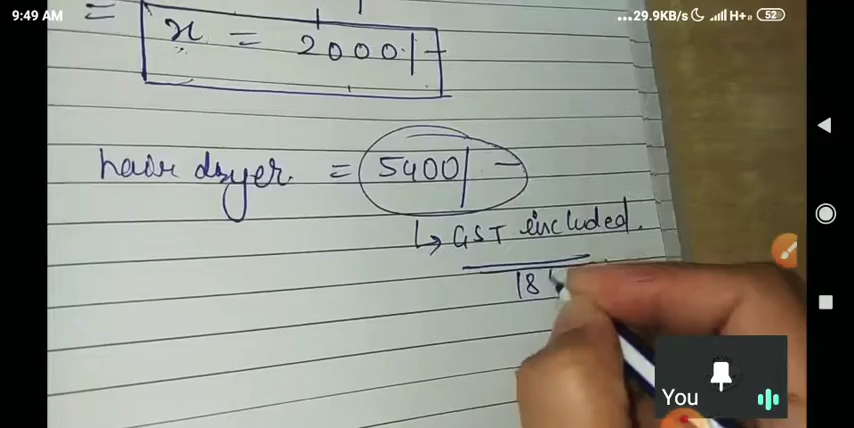 9:49 AM ...29.9KB/s H+ 52
=
x = 2000/-
hair dryer = 5400/-
↳ GST included.
18
You